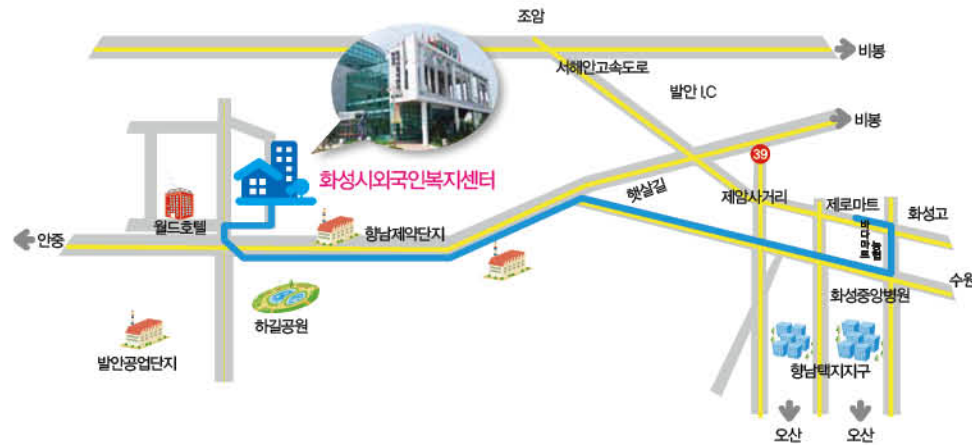 조암
서해안고속도로
비봉
발안 I.C
비봉
39
화성시외국인복지센터
햇살길
제암사거리
제로마트
화성고
월드호텔
향남제약단지
바다마트
농협
안중
수원
화성중앙병원
하길공원
발안공업단지
향남택지지구
오산
오산